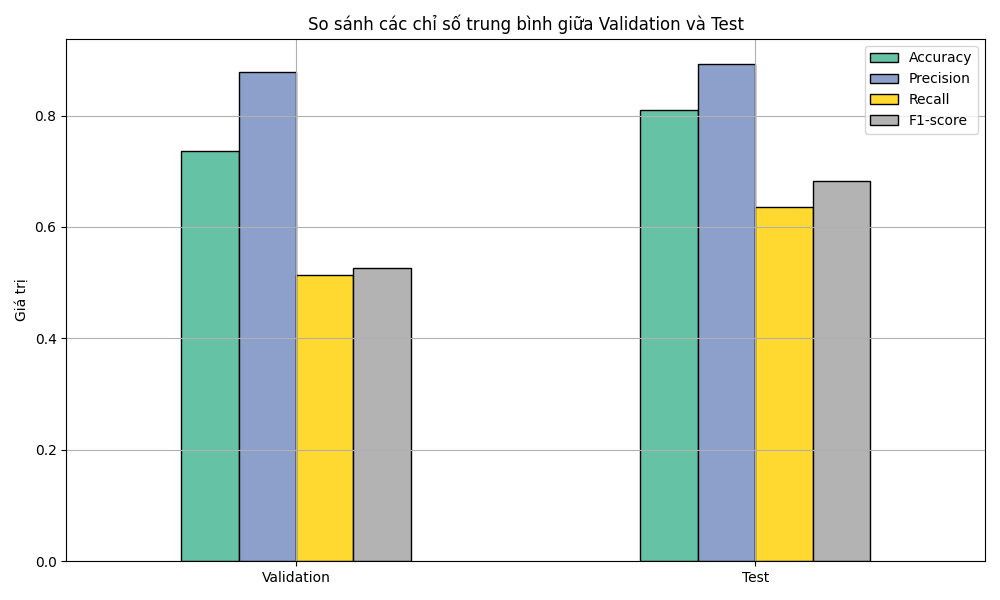 So sánh các chỉ số trung bình giữa Validation và Test
Accuracy
Precision
Recall
F1-score
Giá trị
0.8
0.6
0.4
0.2
0.0
Validation
Test